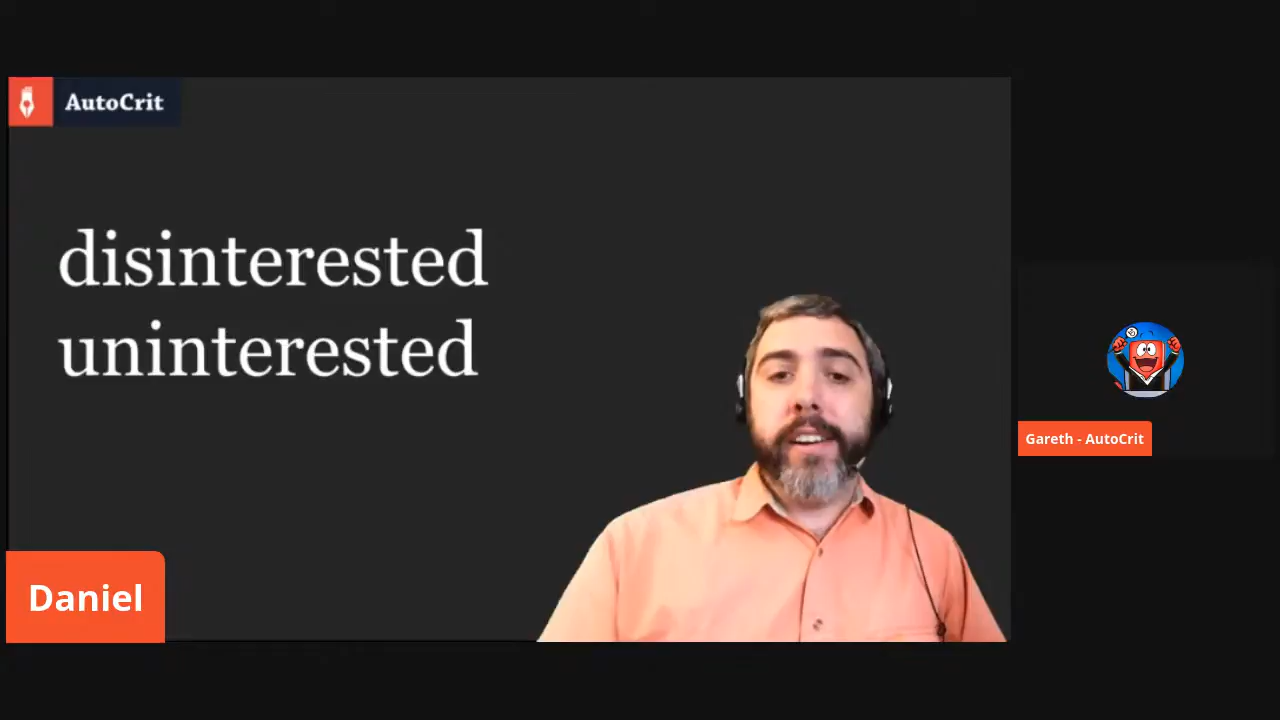 AutoCrit
disinterested
uninterested
Gareth - AutoCrit
Daniel